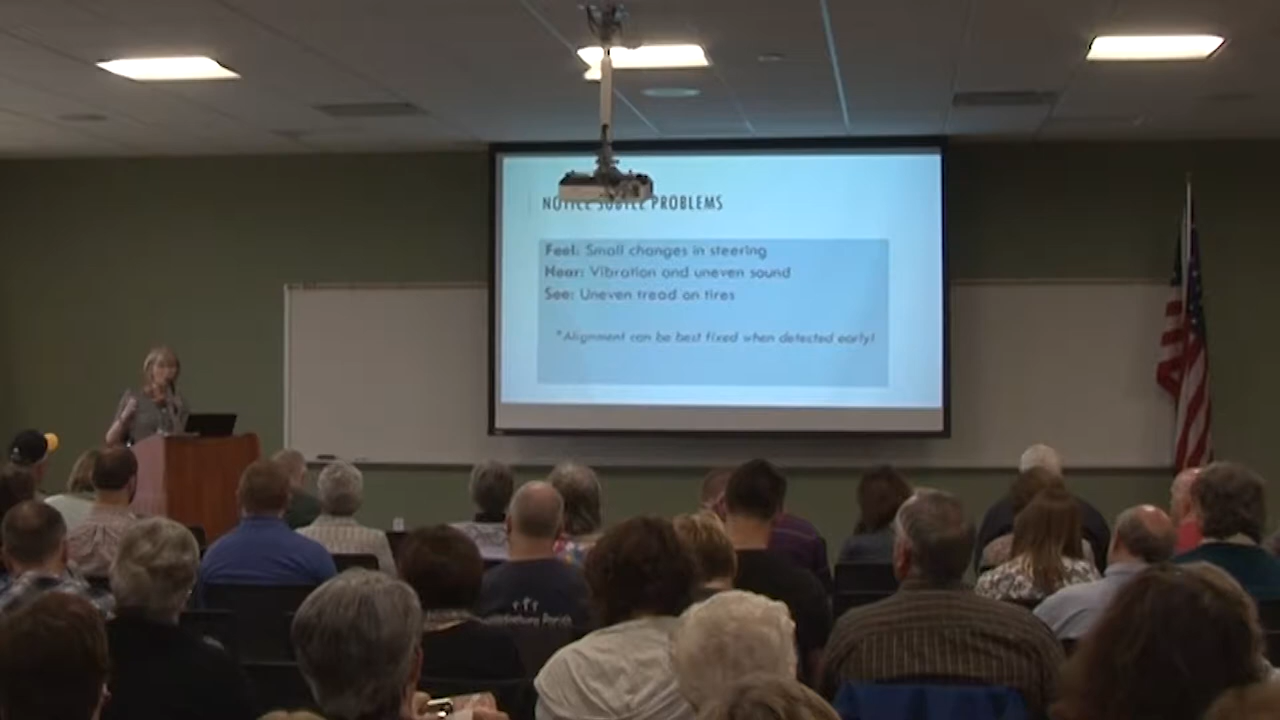 NOTICE SUBTLE PROBLEMS
Feel: Small changes in steering
Hear: Vibration and uneven sound
See: Uneven tread on tires
*Alignment can be best fixed when detected early!